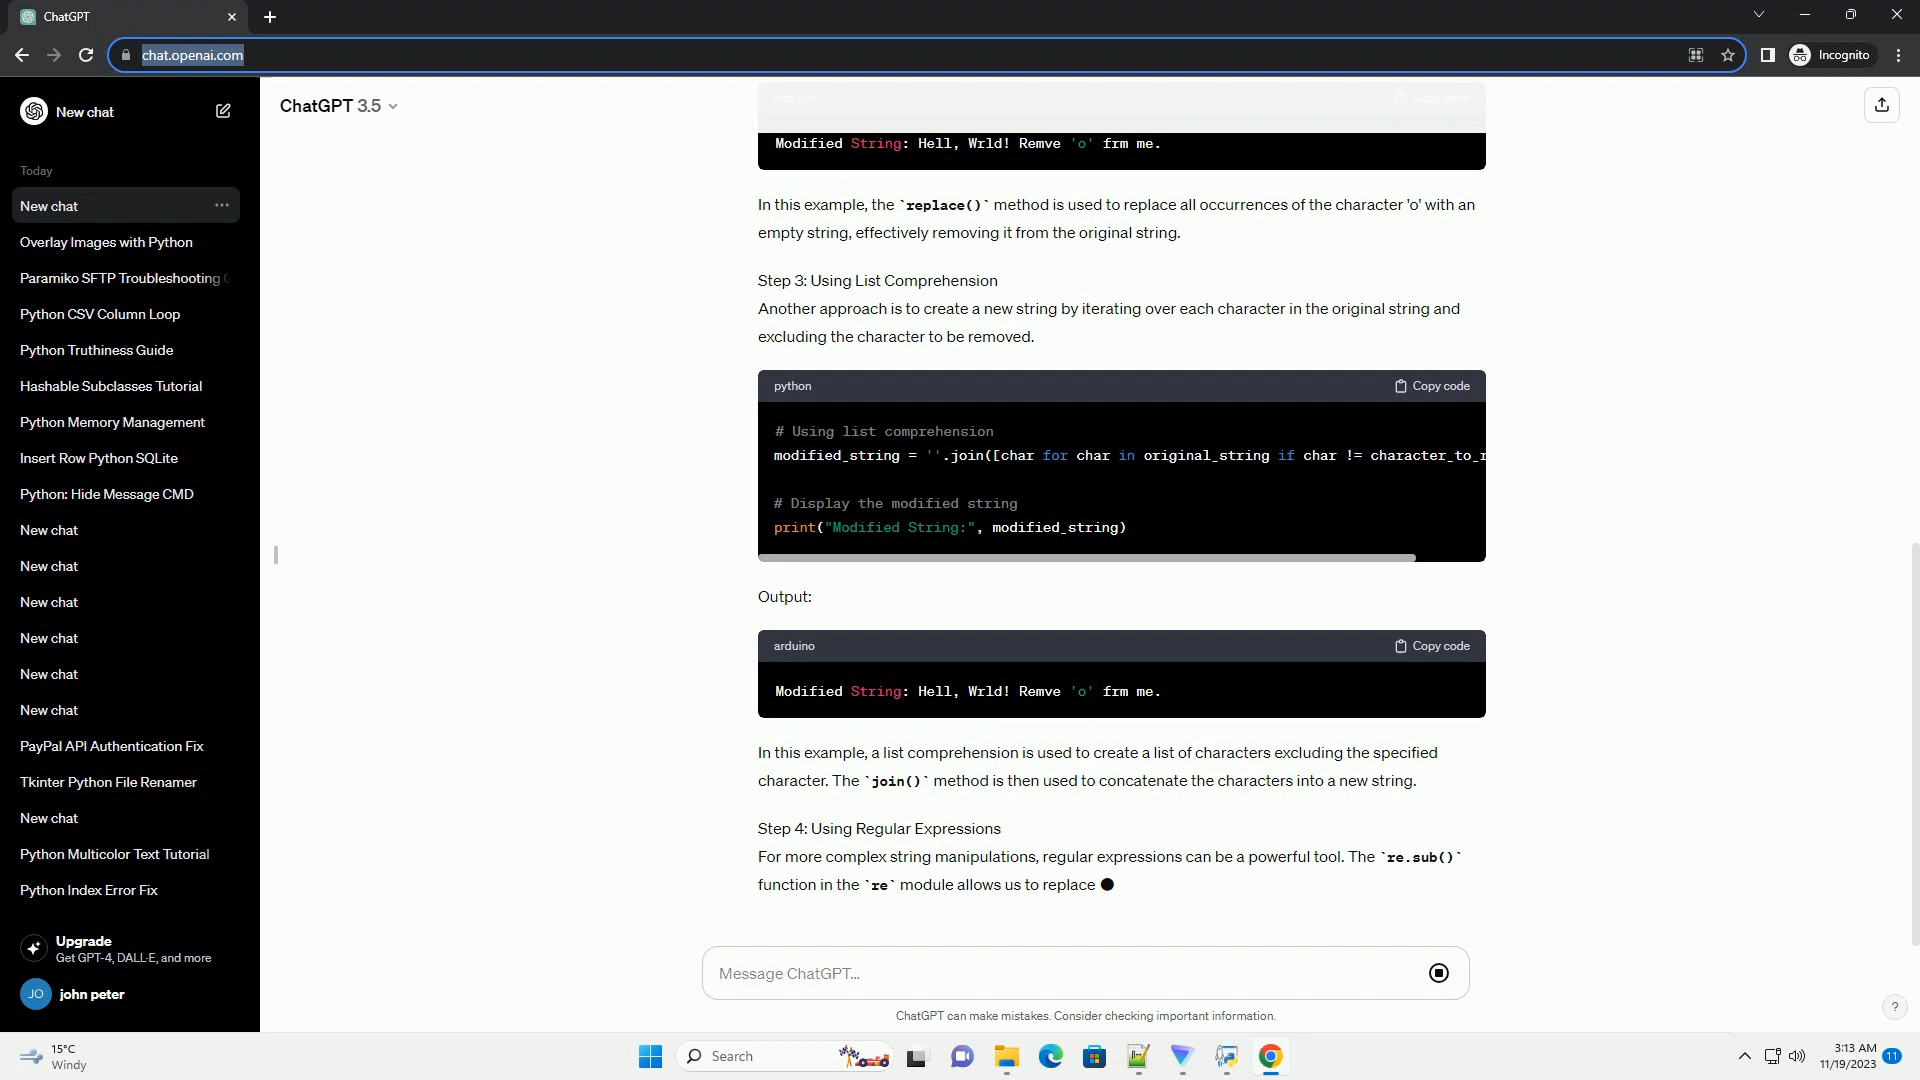 ChatGPT
chat.openai.com
Incognito
New chat
Today
New chat
Overlay Images with Python
Paramiko SFTP Troubleshooting
Python CSV Column Loop
Python Truthiness Guide
Hashable Subclasses Tutorial
Python Memory Management
Insert Row Python SQLite
Python: Hide Message CMD
New chat
New chat
New chat
New chat
New chat
New chat
PayPal API Authentication Fix
Tkinter Python File Renamer
New chat
Python Multicolor Text Tutorial
Python Index Error Fix
Upgrade
Get GPT-4, DALL·E, and more
JO
john peter
ChatGPT 3.5
arduino
Copy code
Modified String: Hell, Wrld! Remve 'o' frm me.
In this example, the `replace()` method is used to replace all occurrences of the character 'o' with an
empty string, effectively removing it from the original string.
Step 3: Using List Comprehension
Another approach is to create a new string by iterating over each character in the original string and
excluding the character to be removed.
python
Copy code
# Using list comprehension
modified_string = ''.join([char for char in original_string if char != character_to_r
# Display the modified string
print("Modified String:", modified_string)
Output:
arduino
Copy code
Modified String: Hell, Wrld! Remve 'o' frm me.
In this example, a list comprehension is used to create a list of characters excluding the specified
character. The `join()` method is then used to concatenate the characters into a new string.
Step 4: Using Regular Expressions
For more complex string manipulations, regular expressions can be a powerful tool. The `re.sub()`
function in the `re` module allows us to replace
Message ChatGPT...
ChatGPT can make mistakes. Consider checking important information.
?
15°C
Windy
Search
3:13 AM
11/19/2023
11